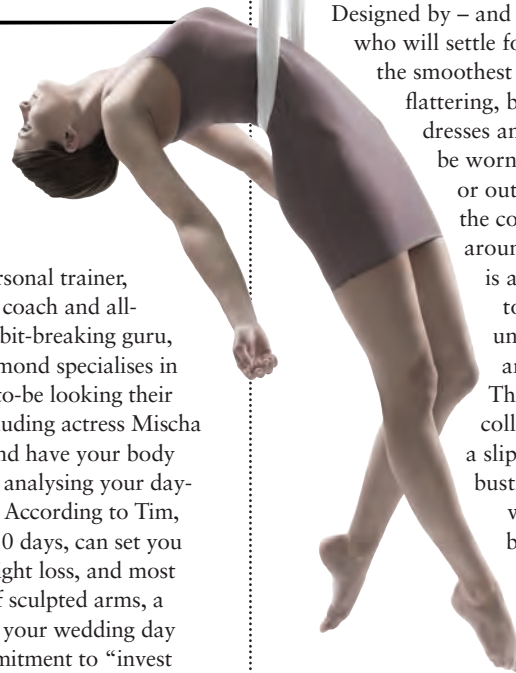 rsonal trainer,
coach and all-
bit-breaking guru,
mond specialises in
to-be looking their
luding actress Mischa
nd have your body
analysing your day-
According to Tim,
0 days, can set you
ght loss, and most
f sculpted arms, a
your wedding day
mitment to “invest
Designed by – and
who will settle fo
the smoothest
flattering, b
dresses an
be worn
or out
the co
aroun
is a
to
un
ar
Th
coll
a slip
bust
w
b